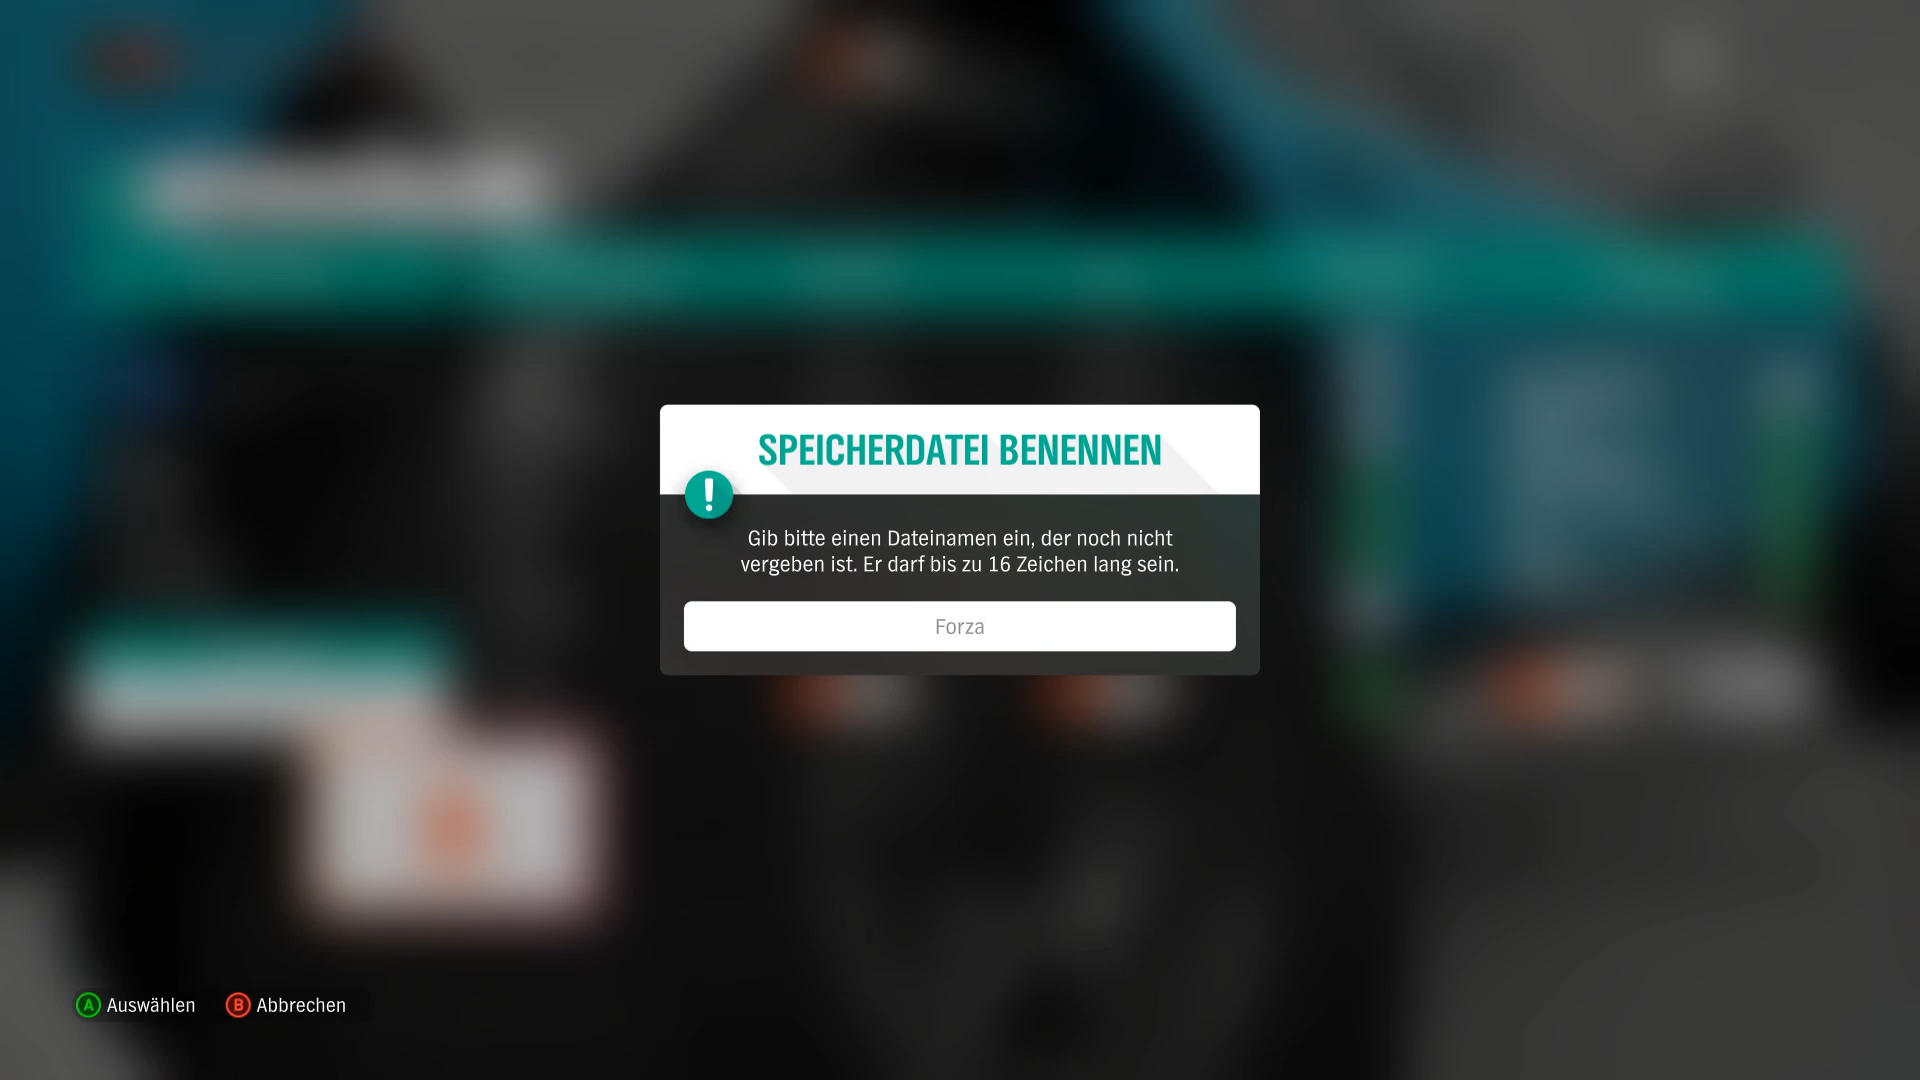 SPEICHERDATEI BENENNEN
!
Gib bitte einen Dateinamen ein, der noch nicht
vergeben ist. Er darf bis zu 16 Zeichen lang sein.
Forza
A Auswählen B Abbrechen